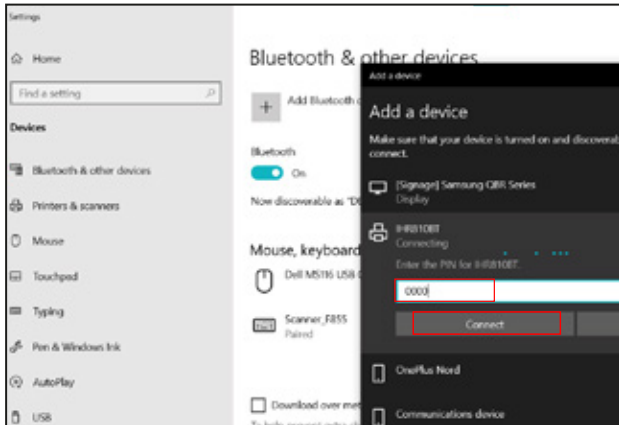 Settings
Home
Find a setting
Devices
Bluetooth & other devices
Printers & scanners
Mouse
Touchpad
Typing
Pen & Windows Ink
AutoPlay
USB
Bluetooth & other devices
Add Bluetooth
Bluetooth
On
Now discoverable as
Mouse, keyboard
Dell MS116 USB
Scanner_F855
Paired
Download over
Add a device
Add a device
Make sure that your device is turned on and
connect.
[Signage] Samsung QBR Series
Display
IHR810BT
Connecting
Enter the PIN for IHR810BT.
0000
Connect
OnePlus Nord
Communications device